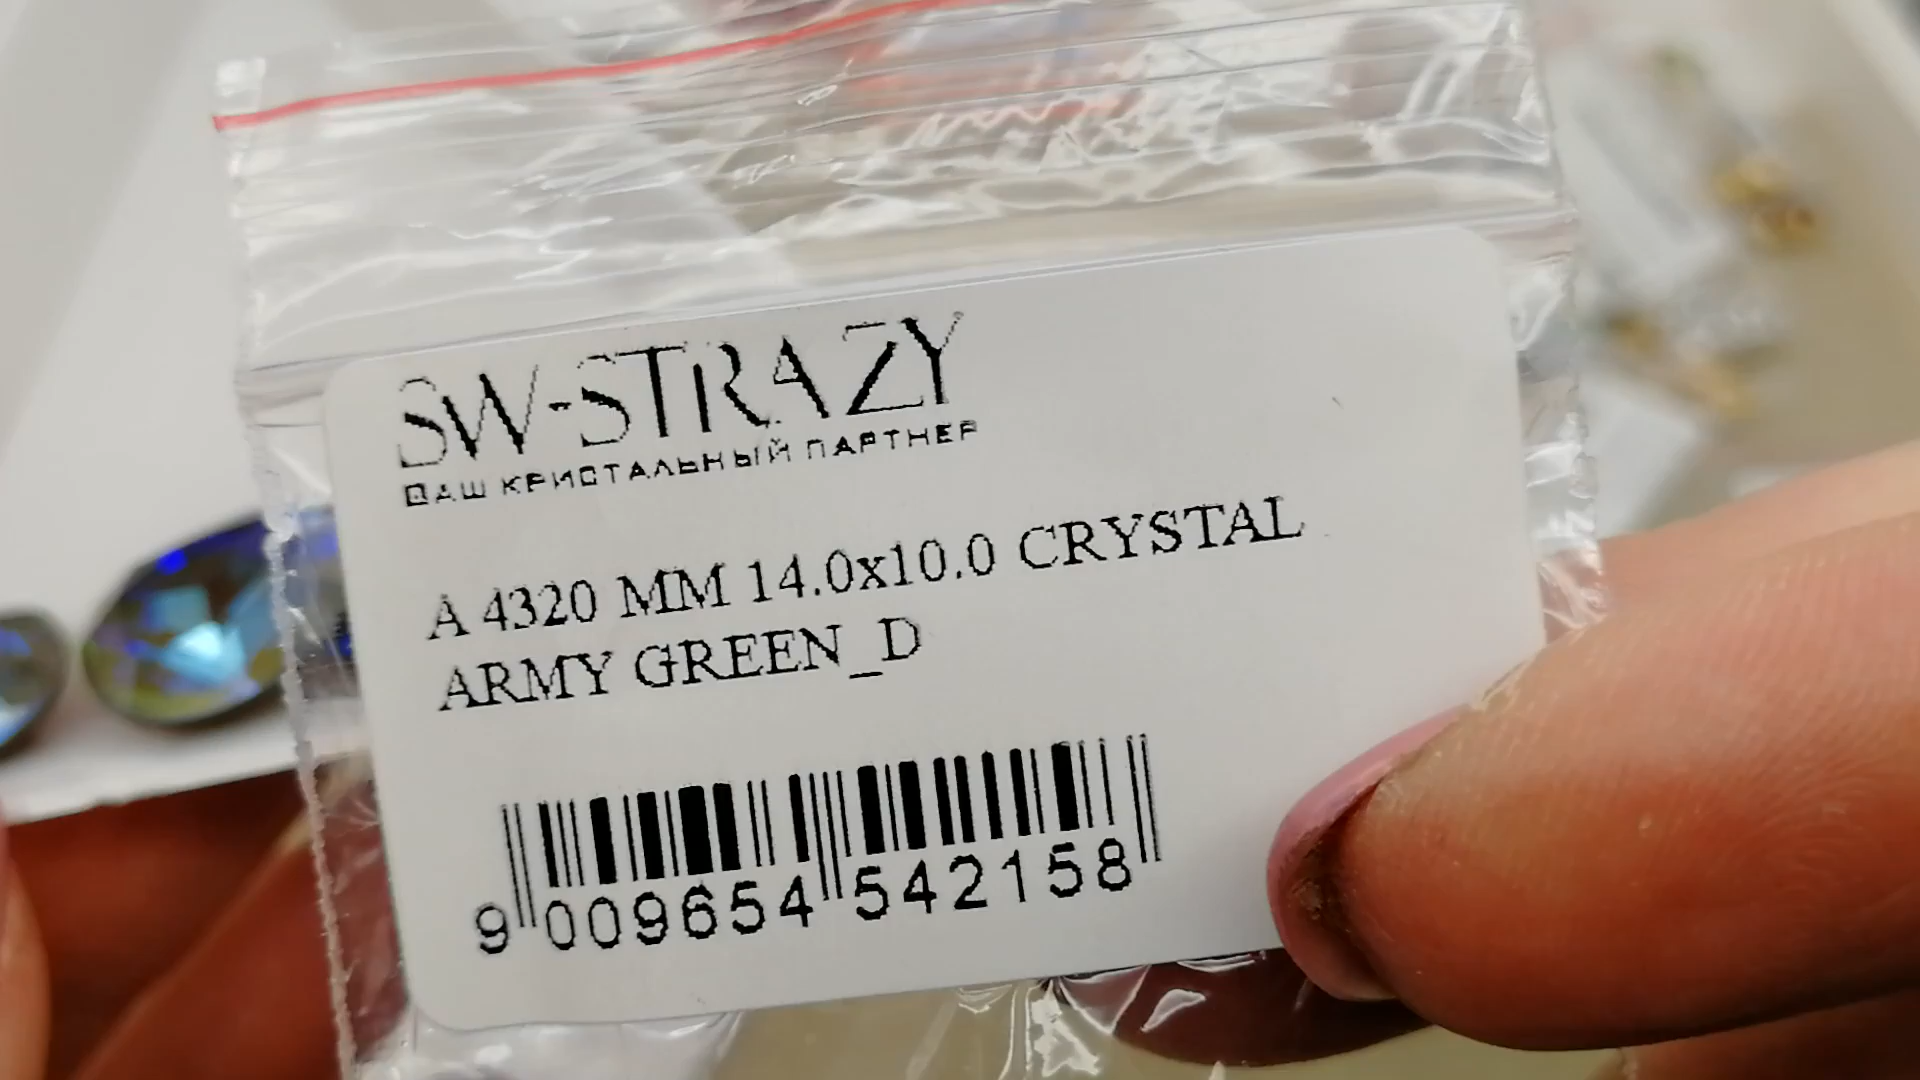 SW-STRAZY
ВАШ КРИСТАЛЬНЫЙ ПАРТНЕР
A 4320 MM 14.0x10.0 CRYSTAL
ARMY GREEN_D
9 009654 542158